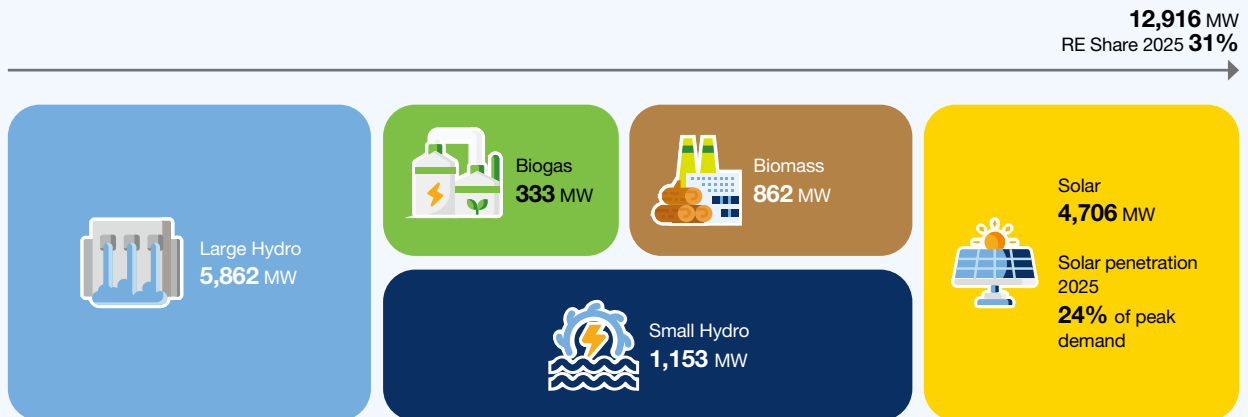 12,916 MW
RE Share 2025 31%
Large Hydro
5,862 MW
Biogas
333 MW
Biomass
862 MW
Small Hydro
1,153 MW
Solar
4,706 MW
Solar penetration
2025
24% of peak
demand